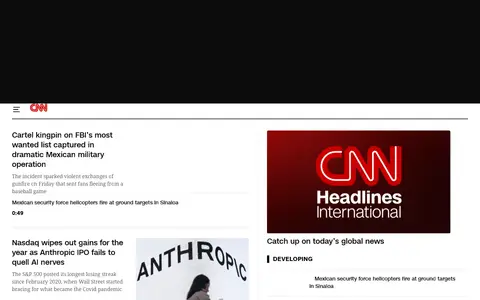 CNN
Cartel kingpin on FBI's most
wanted list captured in
dramatic Mexican military
operation
The incident sparked violent exchanges of
gunfire on Friday that sent fans fleeing from a
baseball game
Mexican security force helicopters fire at ground targets in Sinaloa
0:49
Nasdaq wipes out gains for the
year as Anthropic IPO fails to
quell AI nerves
The S&P 500 posted its longest losing streak
since February 2020, when Wall Street started
bracing for what became the Covid pandemic
ANTHROPIC
CNN
Headlines
International
Catch up on today's global news
DEVELOPING
Mexican security force helicopters fire at ground targets
in Sinaloa